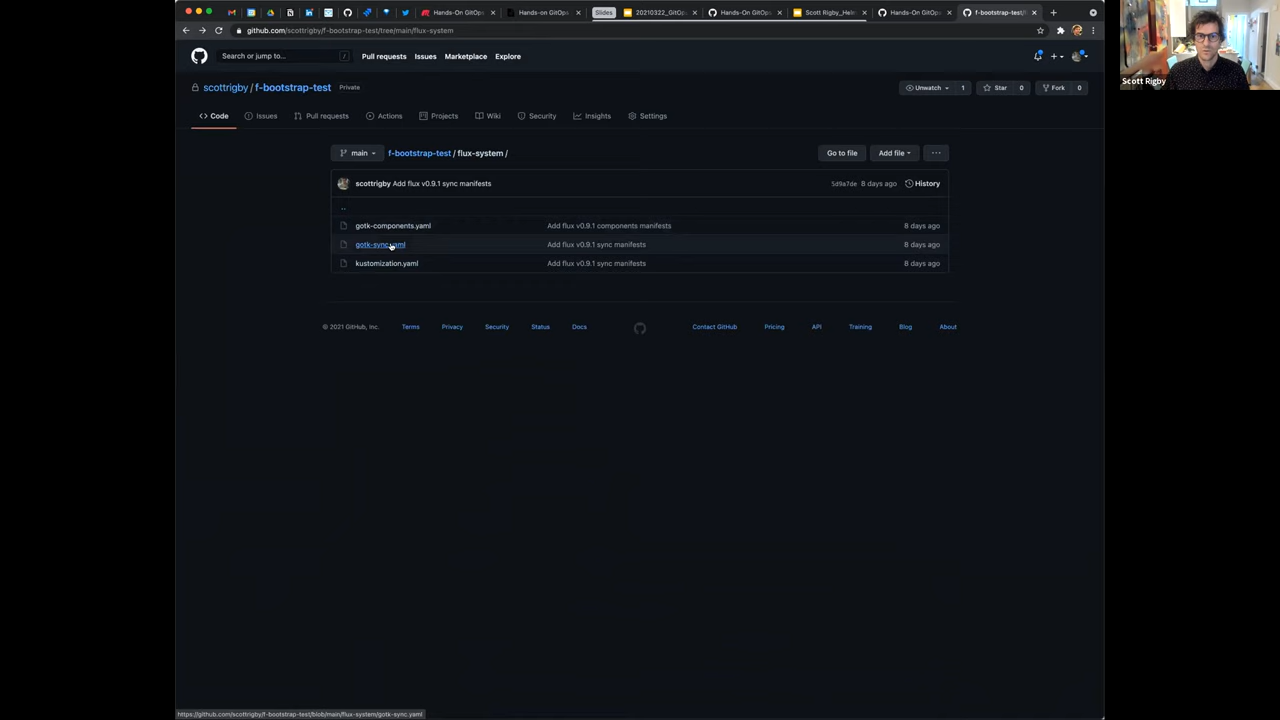 Hands-On GitOp
Hands-on GitOps
Slides
20210322_GitOp
Hands-On GitOp
Scott Rigby_Helm
Hands-On GitOp
f-bootstrap-test/
github.com/scottrigby/f-bootstrap-test/tree/main/flux-system
Search or jump to...
/
Pull requests
Issues
Marketplace
Explore
Scott Rigby
scottrigby / f-bootstrap-test
Private
Unwatch
1
Star
0
Fork
0
Code
Issues
Pull requests
Actions
Projects
Wiki
Security
Insights
Settings
main
f-bootstrap-test / flux-system /
Go to file
Add file
...
scottrigby Add flux v0.9.1 sync manifests
5d9a7de 8 days ago
History
..
gotk-components.yaml Add flux v0.9.1 components manifests 8 days ago
gotk-sync.yaml Add flux v0.9.1 sync manifests 8 days ago
kustomization.yaml Add flux v0.9.1 sync manifests 8 days ago
© 2021 GitHub, Inc. Terms Privacy Security Status Docs Contact GitHub Pricing API Training Blog About
https://github.com/scottrigby/f-bootstrap-test/blob/main/flux-system/gotk-sync.yaml